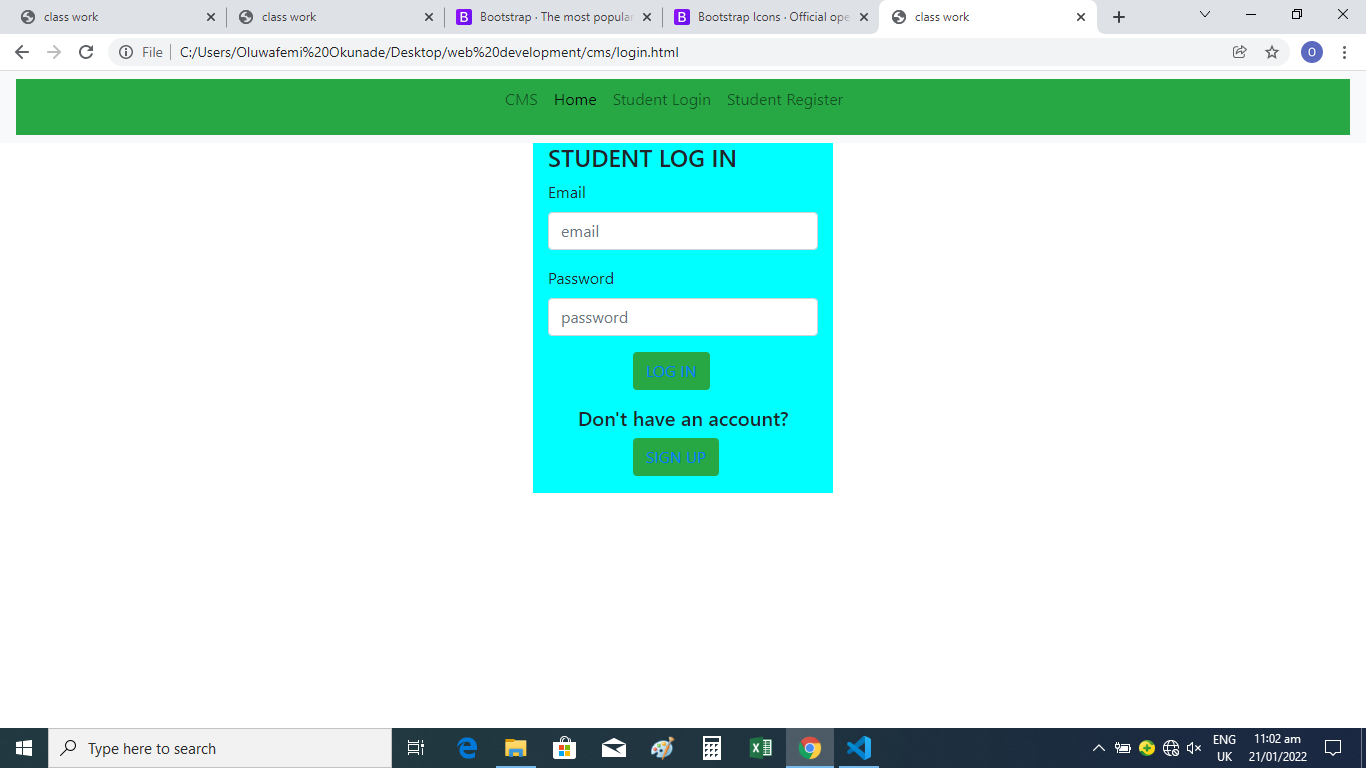 class work
class work
Bootstrap · The most popular
Bootstrap Icons · Official ope
class work
File
C:/Users/Oluwafemi%20Okunade/Desktop/web%20development/cms/login.html
O
CMS Home Student Login Student Register
STUDENT LOG IN
Email
email
Password
password
LOG IN
Don't have an account?
SIGN UP
Type here to search
ENG
UK
11:02 am
21/01/2022